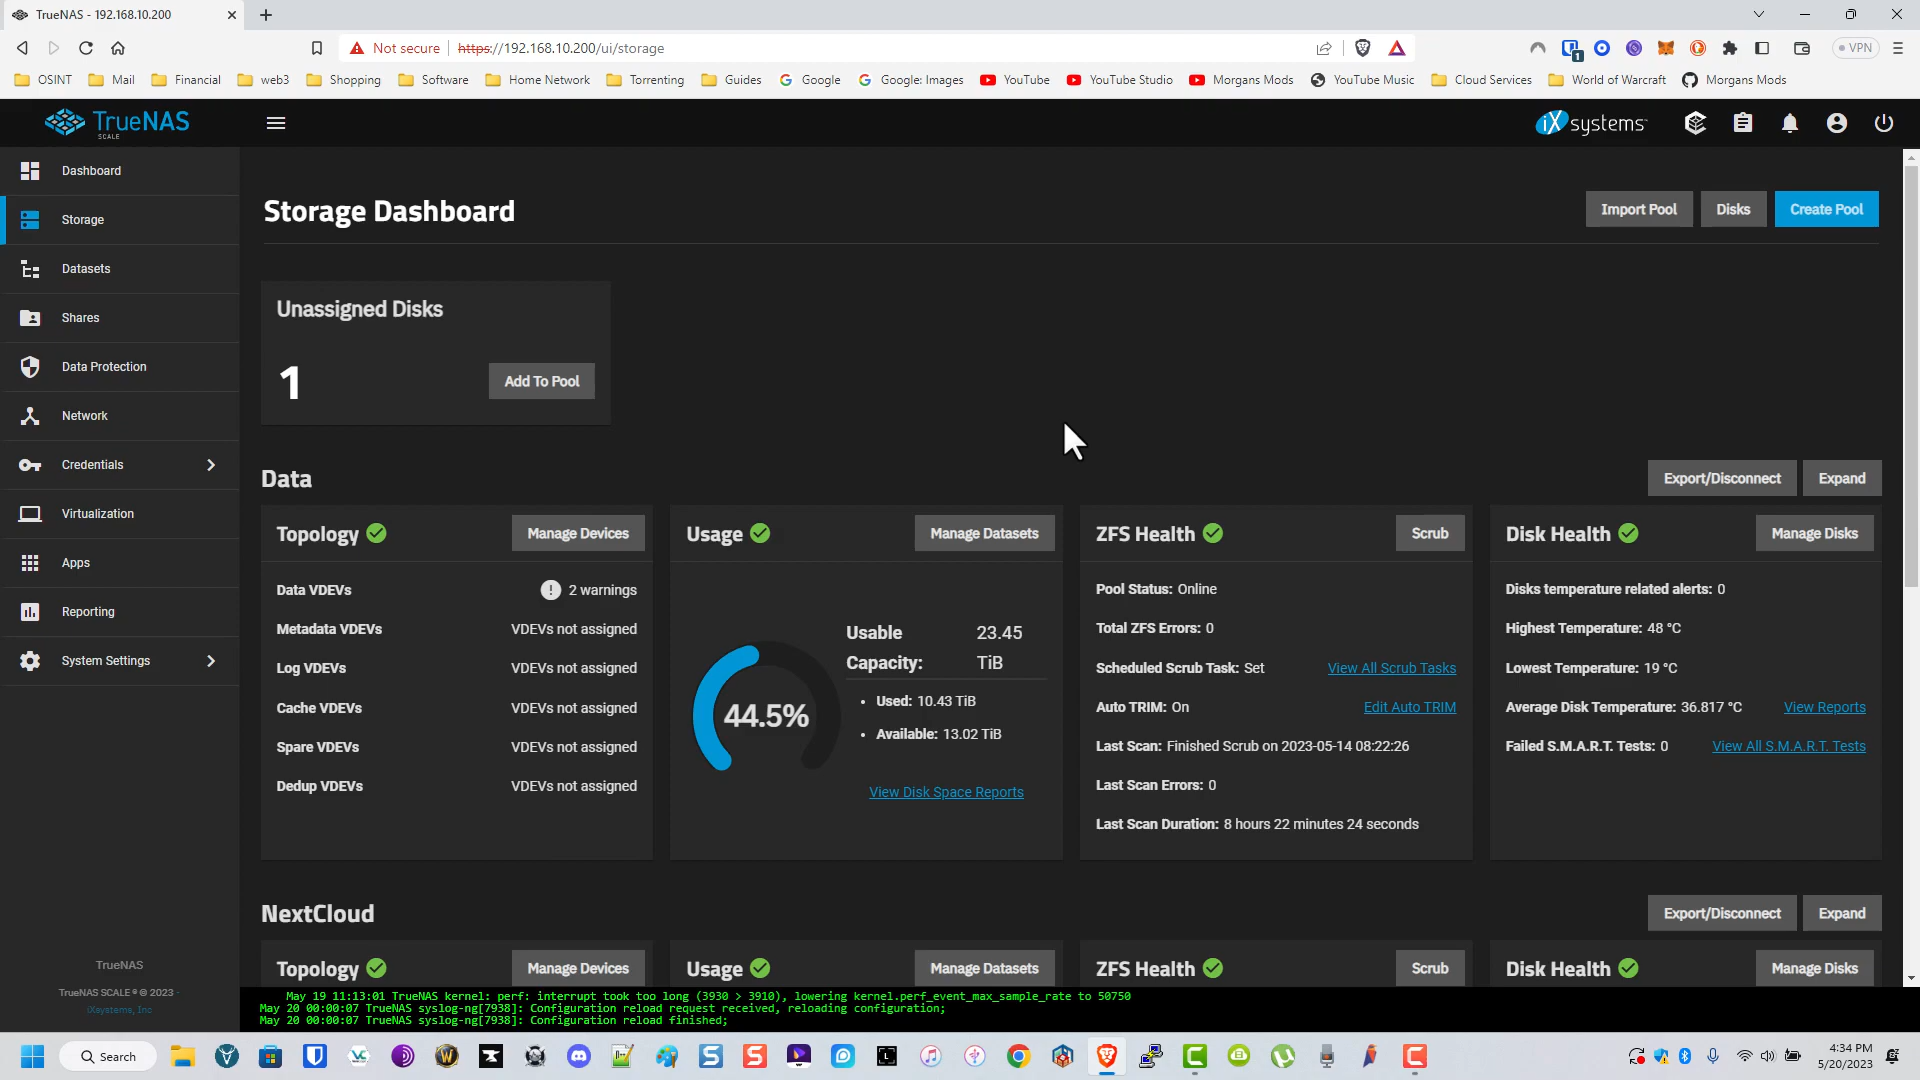 TrueNAS - 192.168.10.200
Not secure https://192.168.10.200/ui/storage
1
VPN
OSINT Mail Financial web3 Shopping Software Home Network Torrenting Guides Google Google: Images YouTube YouTube Studio Morgans Mods YouTube Music Cloud Services World of Warcraft Morgans Mods
TrueNAS
SCALE
iXsystems
Dashboard
Storage
Datasets
Shares
Data Protection
Network
Credentials
Virtualization
Apps
Reporting
System Settings
TrueNAS
TrueNAS SCALE ® © 2023 -
iXsystems, Inc
Storage Dashboard
Import Pool Disks Create Pool
Unassigned Disks
1 Add To Pool
Data
Export/Disconnect Expand
Topology Manage Devices
Data VDEVs ! 2 warnings
Metadata VDEVs VDEVs not assigned
Log VDEVs VDEVs not assigned
Cache VDEVs VDEVs not assigned
Spare VDEVs VDEVs not assigned
Dedup VDEVs VDEVs not assigned
Usage Manage Datasets
44.5%
Usable Capacity: 23.45 TiB
• Used: 10.43 TiB
• Available: 13.02 TiB
View Disk Space Reports
ZFS Health Scrub
Pool Status: Online
Total ZFS Errors: 0
Scheduled Scrub Task: Set View All Scrub Tasks
Auto TRIM: On Edit Auto TRIM
Last Scan: Finished Scrub on 2023-05-14 08:22:26
Last Scan Errors: 0
Last Scan Duration: 8 hours 22 minutes 24 seconds
Disk Health Manage Disks
Disks temperature related alerts: 0
Highest Temperature: 48 °C
Lowest Temperature: 19 °C
Average Disk Temperature: 36.817 °C View Reports
Failed S.M.A.R.T. Tests: 0 View All S.M.A.R.T. Tests
NextCloud
Export/Disconnect Expand
Topology Manage Devices
Usage Manage Datasets
ZFS Health Scrub
Disk Health Manage Disks
May 19 11:13:01 TrueNAS kernel: perf: interrupt took too long (3930 > 3910), lowering kernel.perf_event_max_sample_rate to 50750
May 20 00:00:07 TrueNAS syslog-ng[7938]: Configuration reload request received, reloading configuration;
May 20 00:00:07 TrueNAS syslog-ng[7938]: Configuration reload finished;
Search
4:34 PM
5/20/2023